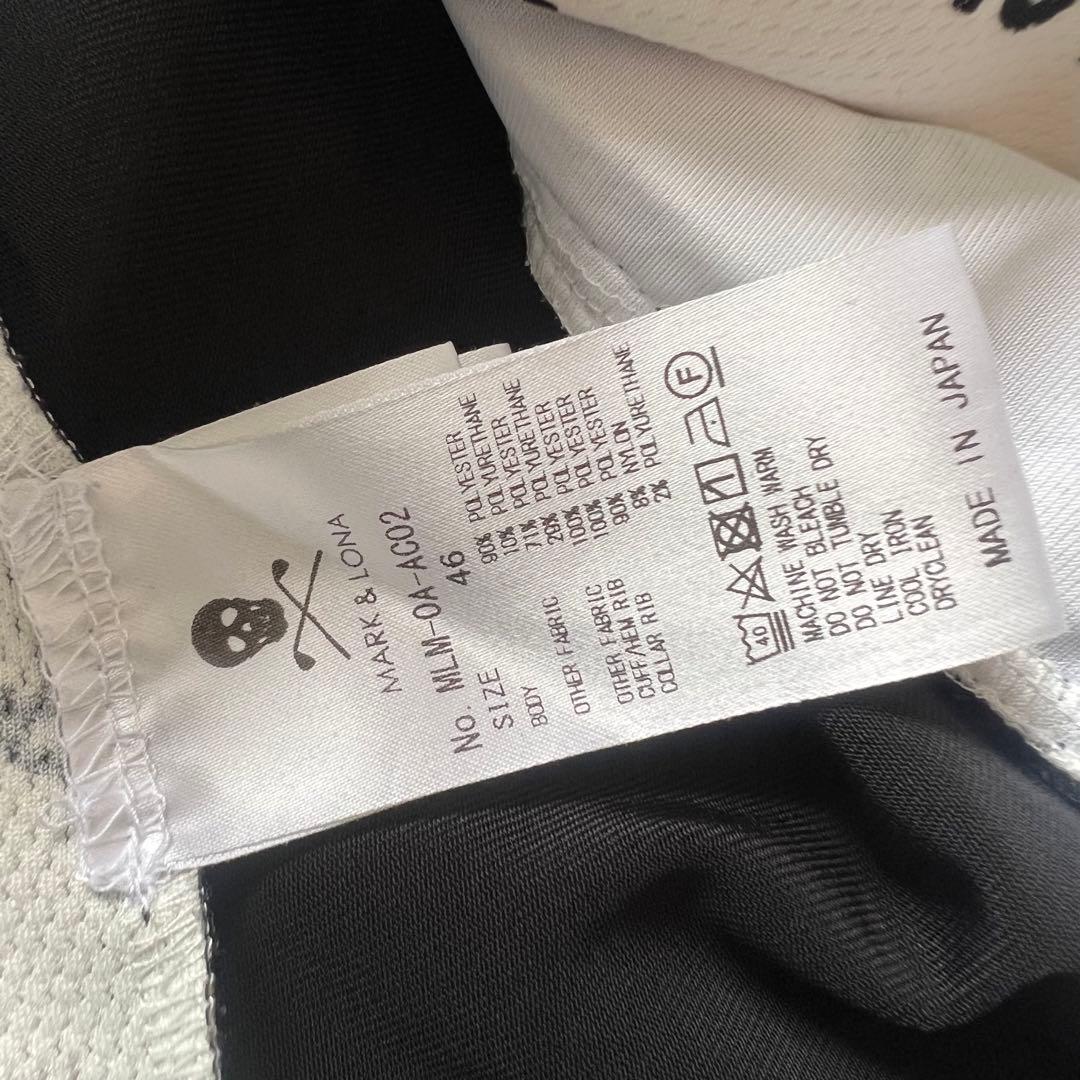 MARK & LONA
No. MLM-0A-AC02
SIZE 46
BODY 90% POLYESTER
10% POLYURETHANE
OTHER FABRIC 71% POLYESTER
29% POLYURETHANE
OTHER FABRIC 100% POLYESTER
CUFF/HEM RIB 100% POLYESTER
COLLAR RIB 90% POLYESTER
8% NYLON
2% POLYURETHANE
40 F
MACHINE WASH WARM
DO NOT BLEACH
DO NOT TUMBLE DRY
LINE DRY
COOL IRON
DRYCLEAN
MADE IN JAPAN